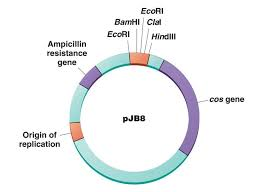 EcoRI
BamHI ClaI
EcoRI HindIII
Ampicillin
resistance
gene
cos gene
pJB8
Origin of
replication